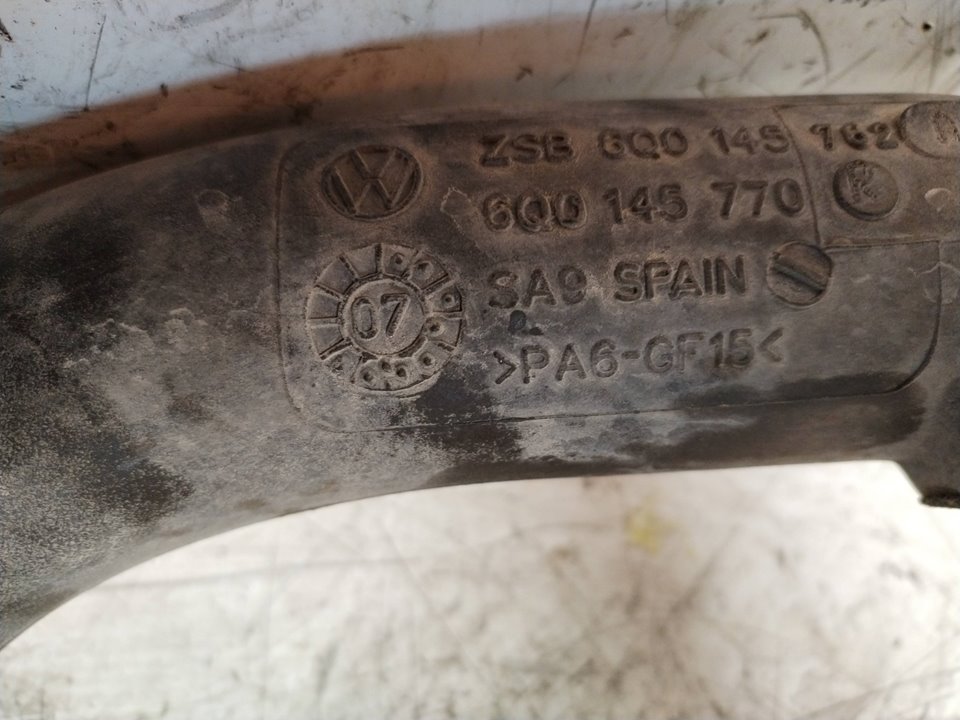 ZSB 6Q0 145 762
6Q0 145 770
07
SA9 SPAIN
>PA6-GF15<